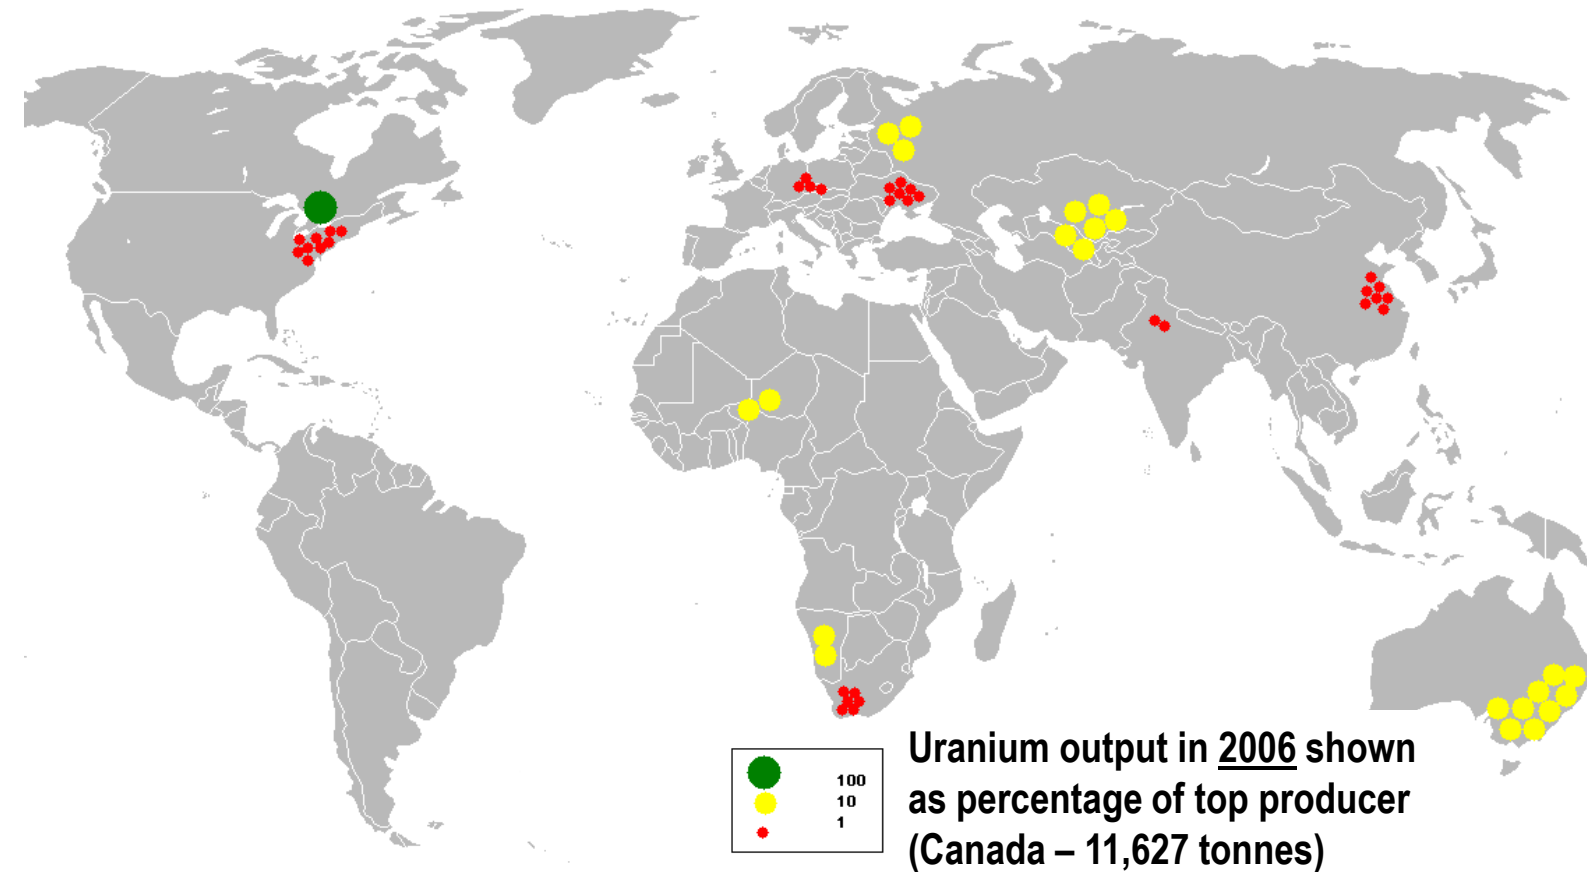 100
10
1
Uranium output in 2006 shown
as percentage of top producer
(Canada – 11,627 tonnes)